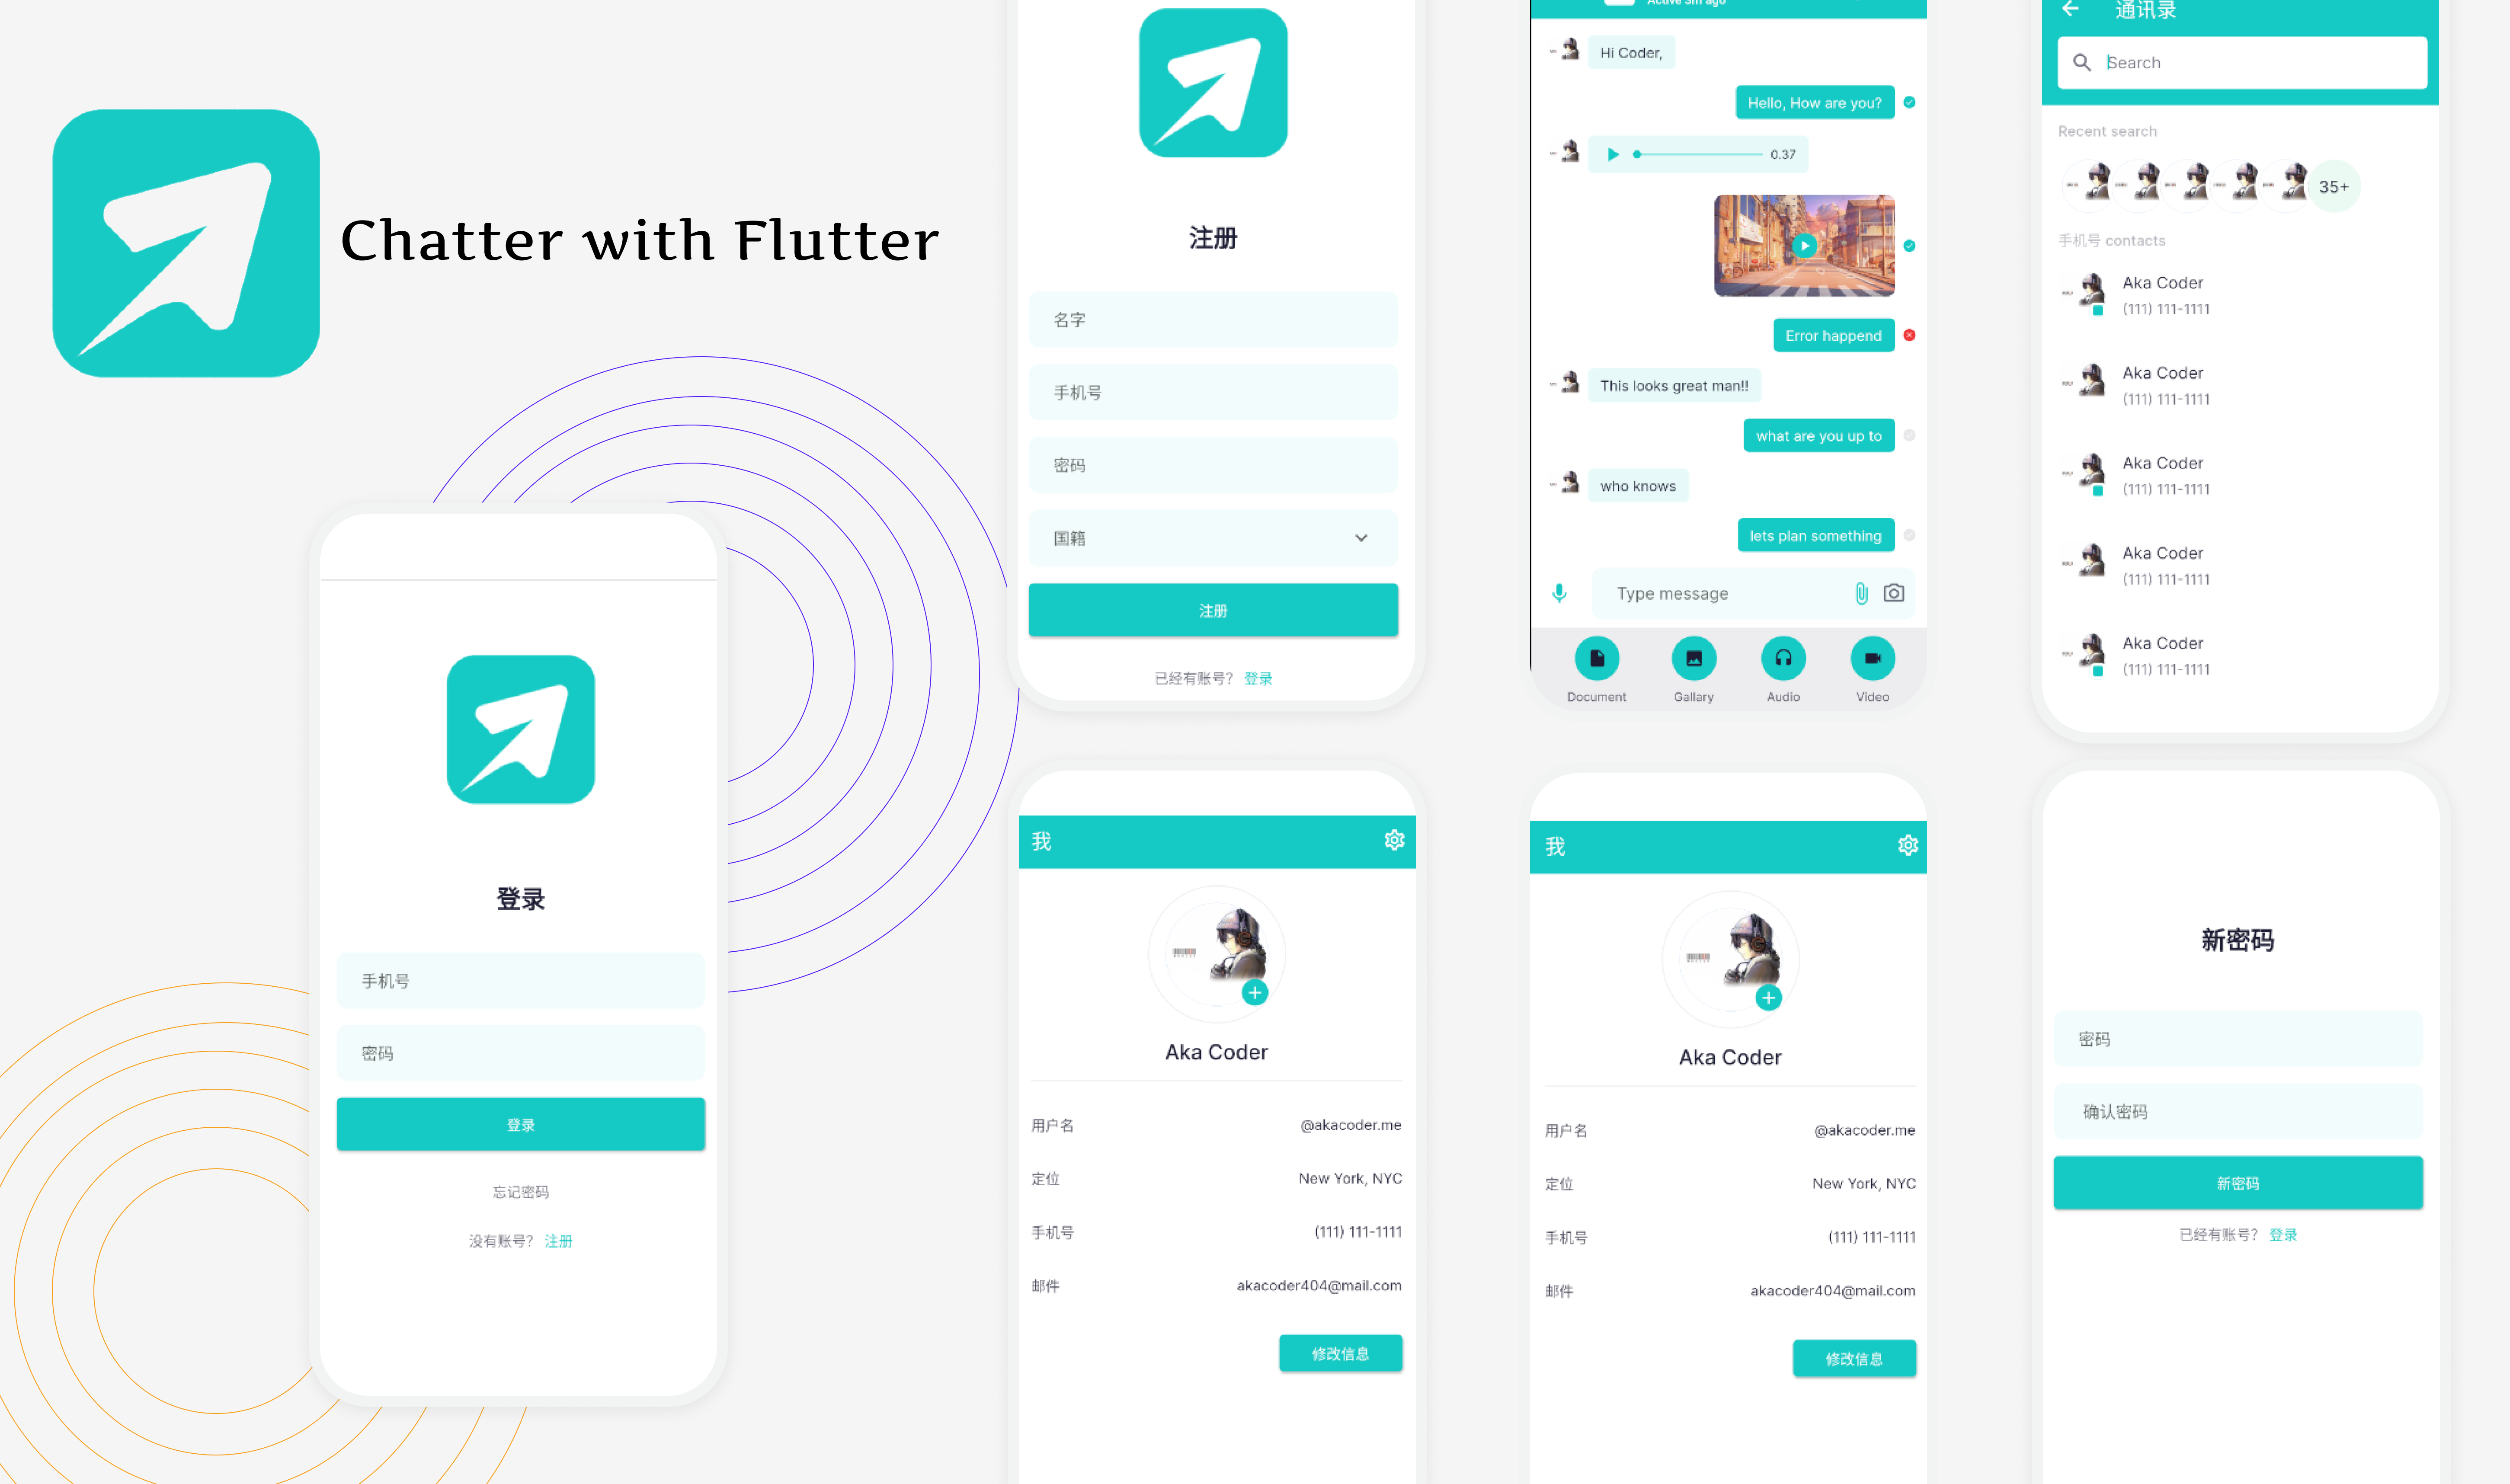 Chatter with Flutter
登录
手机号
密码
登录
忘记密码
没有账号? 注册
注册
名字
手机号
密码
国籍
注册
已经有账号? 登录
Active 3m ago
Hi Coder,
Hello, How are you?
0.37
Error happend
This looks great man!!
what are you up to
who knows
lets plan something
Type message
Document
Gallary
Audio
Video
通讯录
Search
Recent search
35+
手机号 contacts
Aka Coder
(111) 111-1111
Aka Coder
(111) 111-1111
Aka Coder
(111) 111-1111
Aka Coder
(111) 111-1111
Aka Coder
(111) 111-1111
我
Aka Coder
用户名 @akacoder.me
定位 New York, NYC
手机号 (111) 111-1111
邮件 akacoder404@mail.com
修改信息
我
Aka Coder
用户名 @akacoder.me
定位 New York, NYC
手机号 (111) 111-1111
邮件 akacoder404@mail.com
修改信息
新密码
密码
确认密码
新密码
已经有账号? 登录